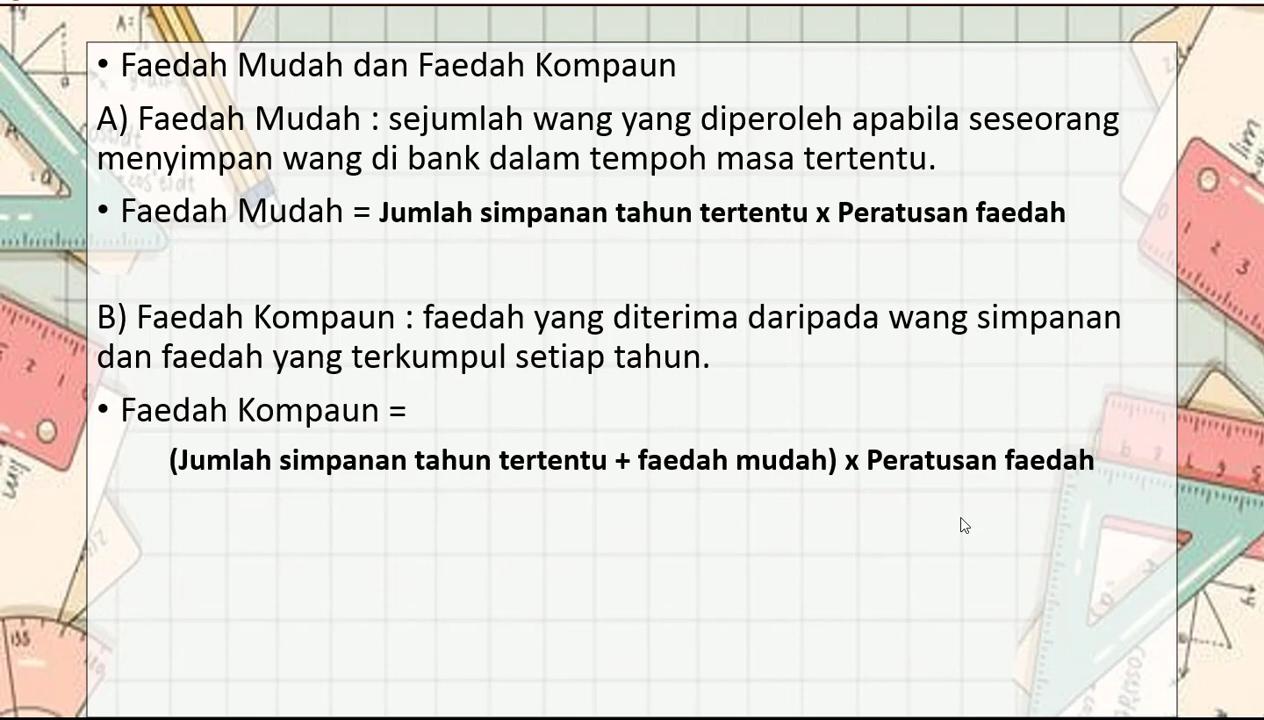 • Faedah Mudah dan Faedah Kompaun
A) Faedah Mudah : sejumlah wang yang diperoleh apabila seseorang
menyimpan wang di bank dalam tempoh masa tertentu.
• Faedah Mudah = Jumlah simpanan tahun tertentu x Peratusan faedah
B) Faedah Kompaun : faedah yang diterima daripada wang simpanan
dan faedah yang terkumpul setiap tahun.
• Faedah Kompaun =
(Jumlah simpanan tahun tertentu + faedah mudah) x Peratusan faedah